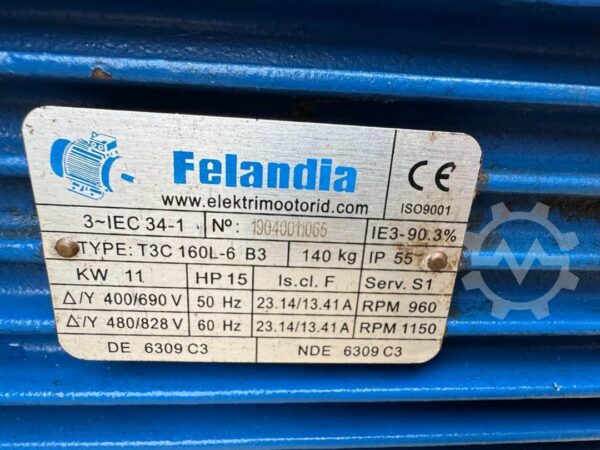 Felandia
CE
www.elektrimootorid.com
ISO9001
3~IEC 34-1 Nº: 19040011065 IE3-90.3%
TYPE: T3C 160L-6 B3 140 kg IP 55
KW 11 HP 15 Is.cl. F Serv. S1
△/Y 400/690 V 50 Hz 23.14/13.41 A RPM 960
△/Y 480/828 V 60 Hz 23.14/13.41 A RPM 1150
DE 6309 C3 NDE 6309 C3